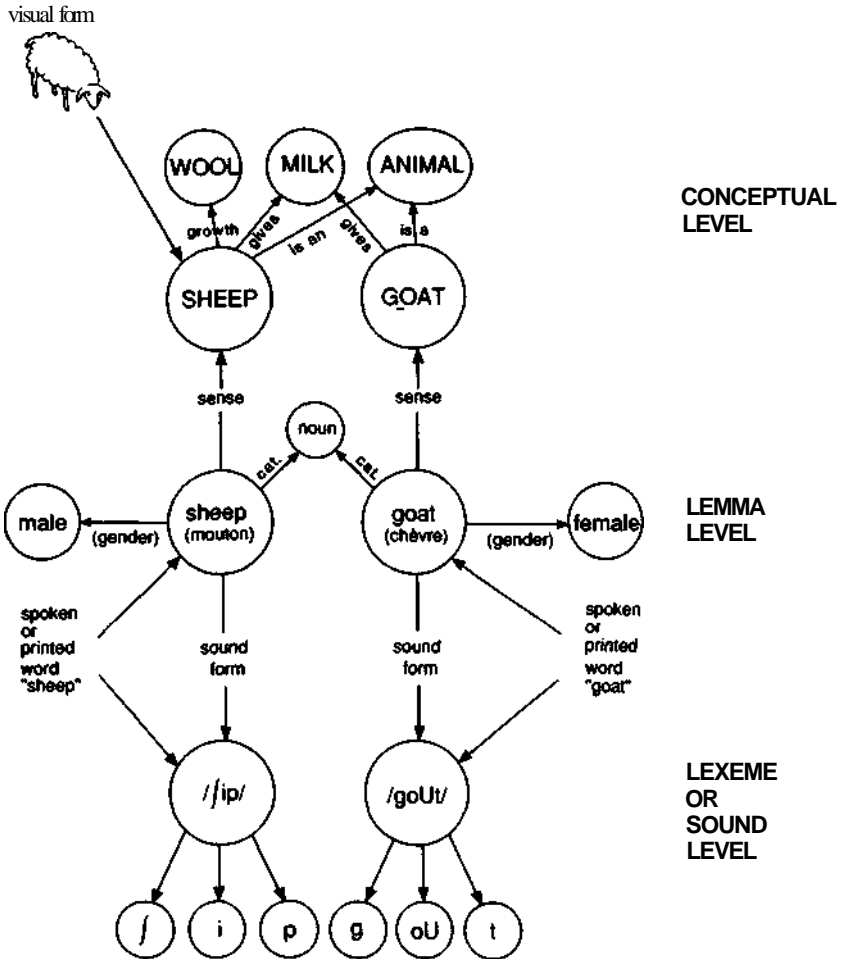 visual form
WOOL
MILK
ANIMAL
CONCEPTUAL
LEVEL
growth
gives
is an
gives
is a
SHEEP
GOAT
sense
sense
noun
cat.
cat.
male
(gender)
sheep
(mouton)
goat
(chèvre)
(gender)
female
LEMMA
LEVEL
spoken
or
printed
word
"sheep"
sound
form
sound
form
spoken
or
printed
word
"goat"
/ʃip/
/goUt/
LEXEME
OR
SOUND
LEVEL
ʃ
i
p
g
oU
t